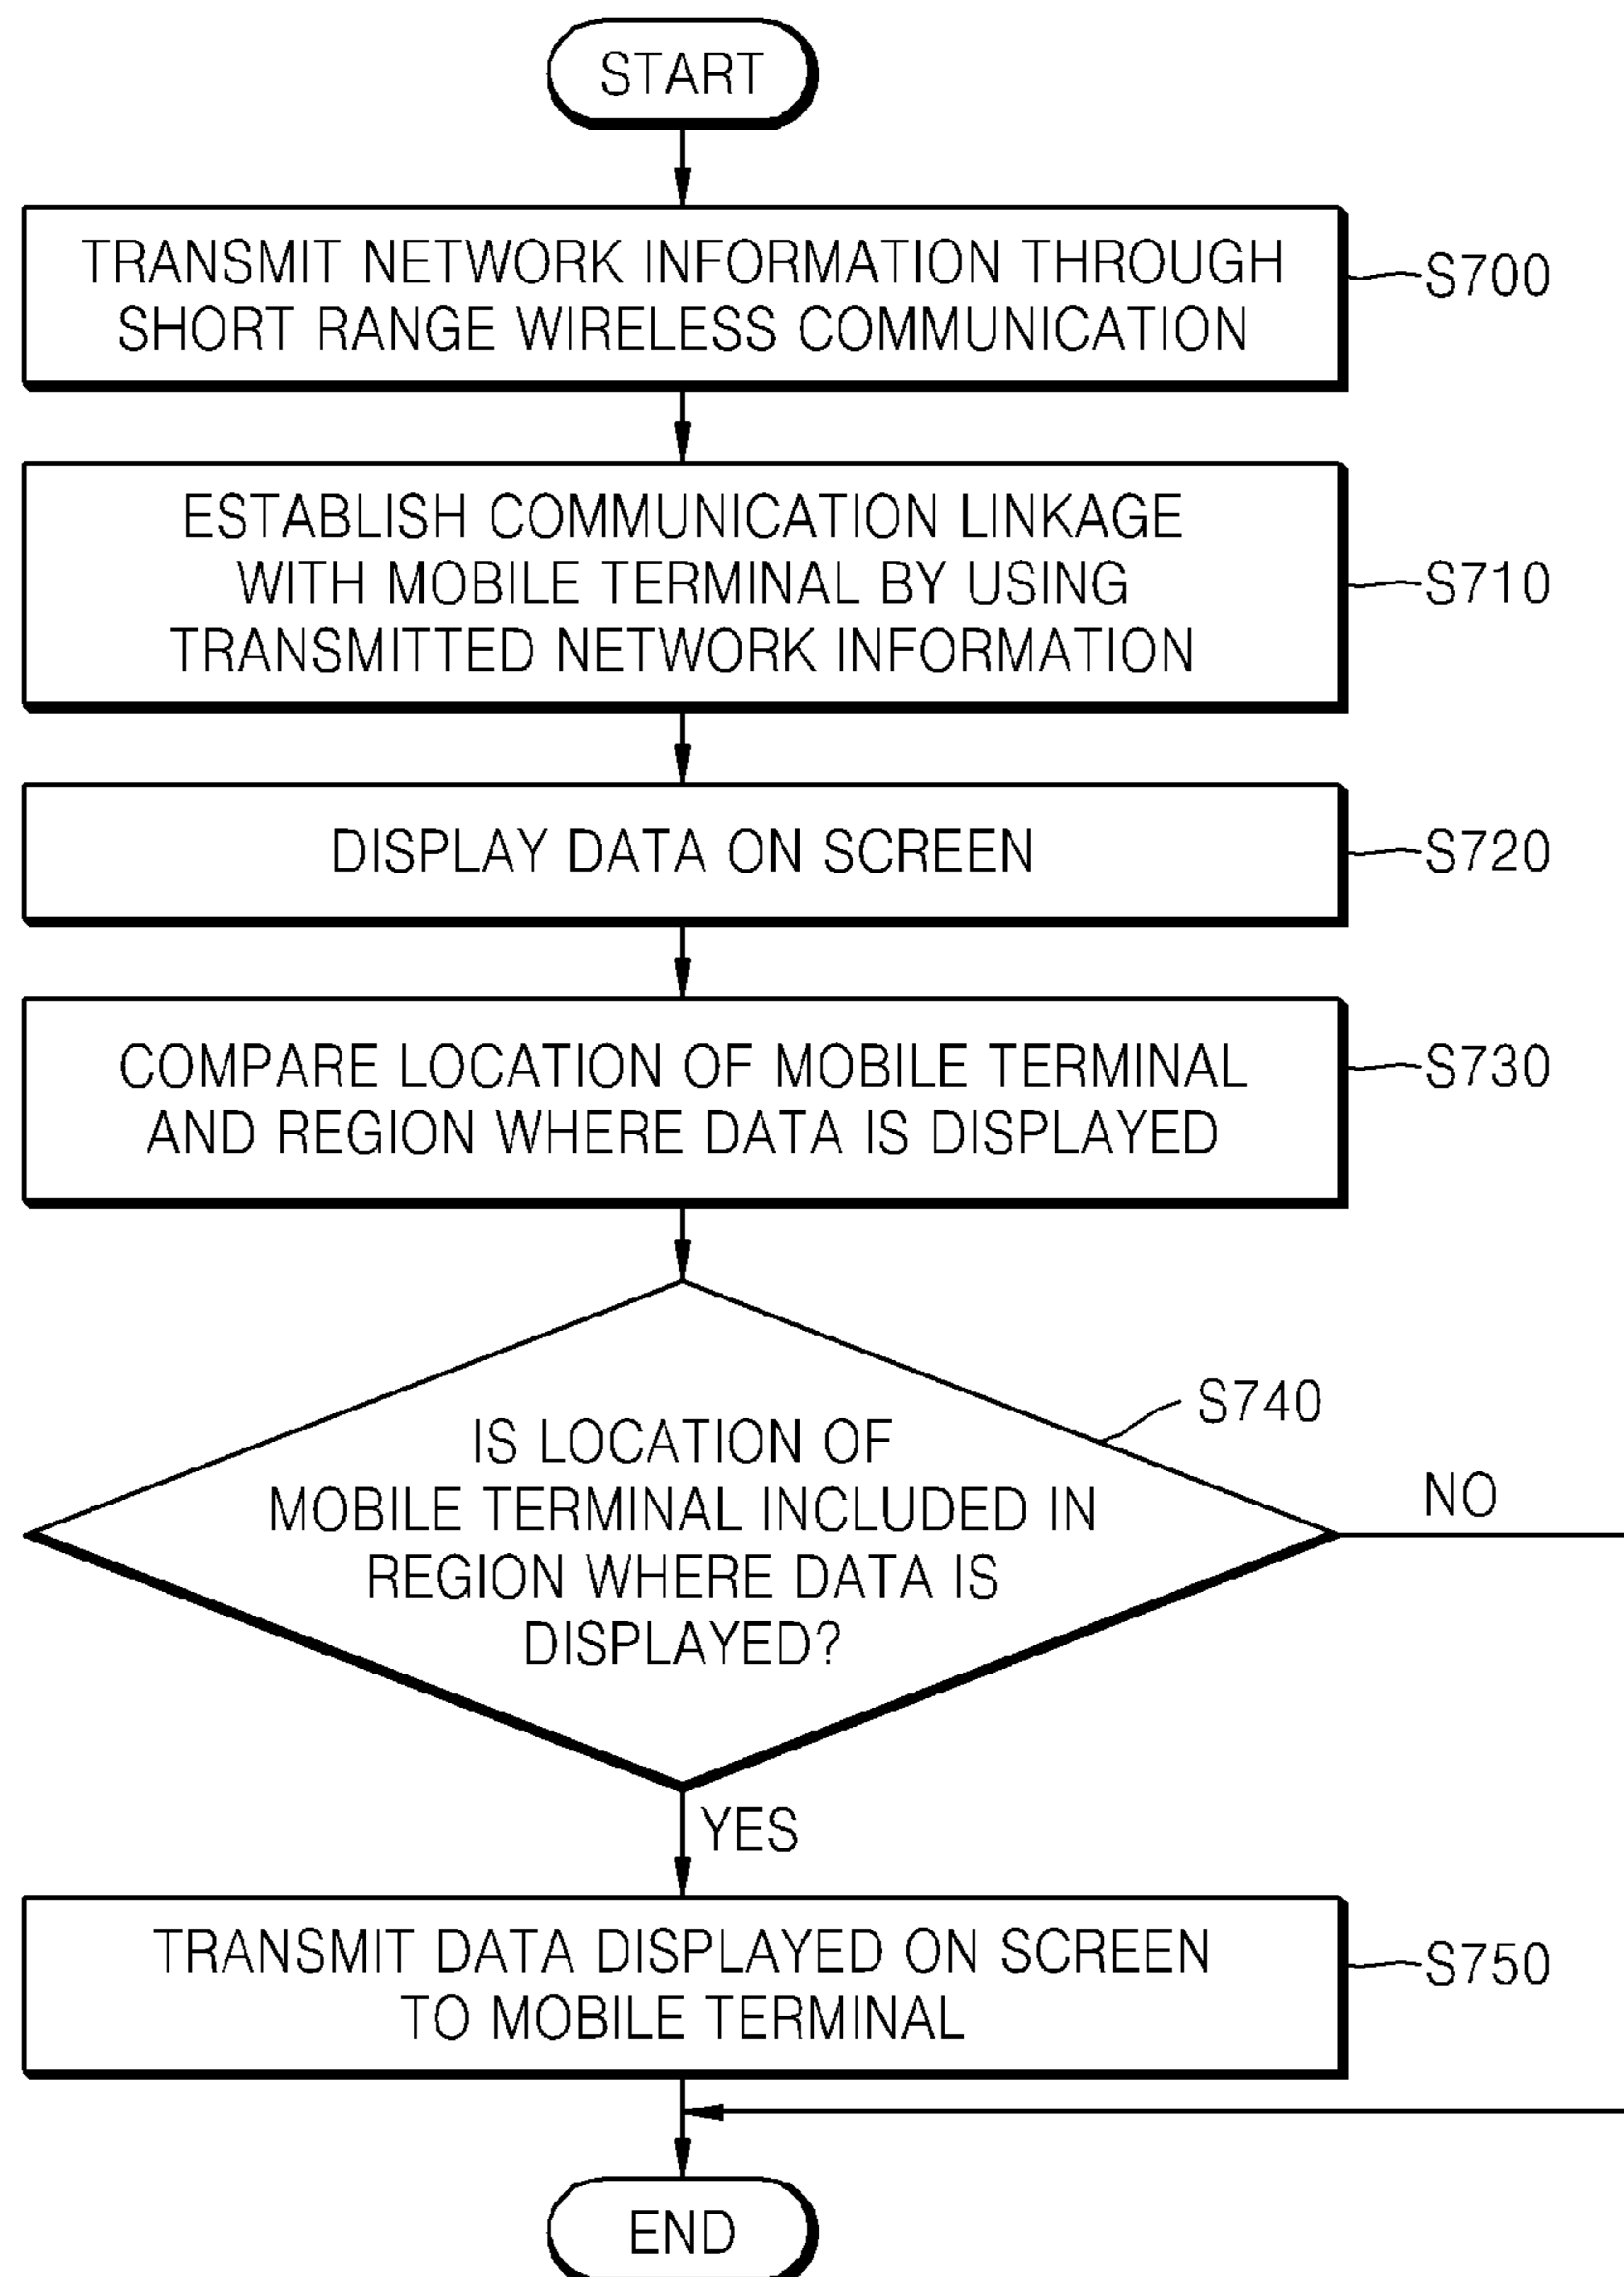 START
TRANSMIT NETWORK INFORMATION THROUGH
SHORT RANGE WIRELESS COMMUNICATION
S700
ESTABLISH COMMUNICATION LINKAGE
WITH MOBILE TERMINAL BY USING
TRANSMITTED NETWORK INFORMATION
S710
DISPLAY DATA ON SCREEN
S720
COMPARE LOCATION OF MOBILE TERMINAL
AND REGION WHERE DATA IS DISPLAYED
S730
S740
IS LOCATION OF
MOBILE TERMINAL INCLUDED IN
REGION WHERE DATA IS
DISPLAYED?
NO
YES
TRANSMIT DATA DISPLAYED ON SCREEN
TO MOBILE TERMINAL
S750
END